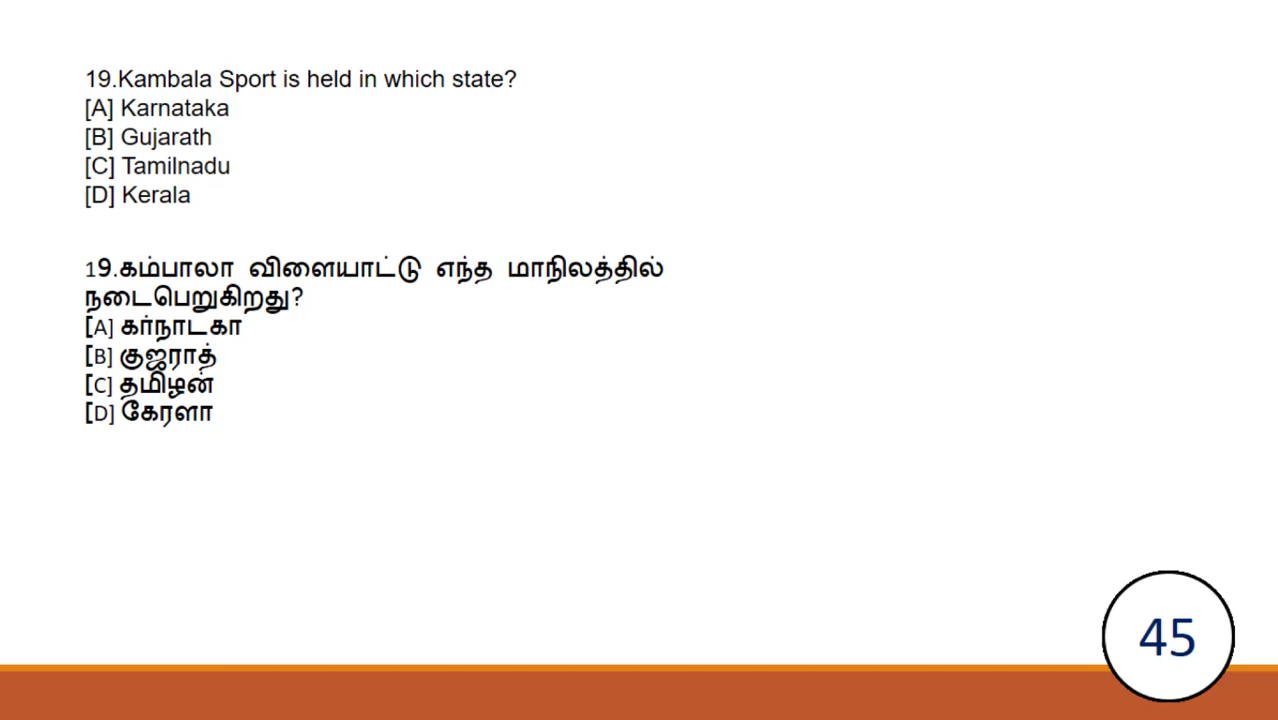 19.Kambala Sport is held in which state?
[A] Karnataka
[B] Gujarath
[C] Tamilnadu
[D] Kerala
19.கம்பாலா விளையாட்டு எந்த மாநிலத்தில்
நடைபெறுகிறது?
[A] கர்நாடகா
[B] குஜராத்
[C] தமிழன்
[D] கேரளா
45